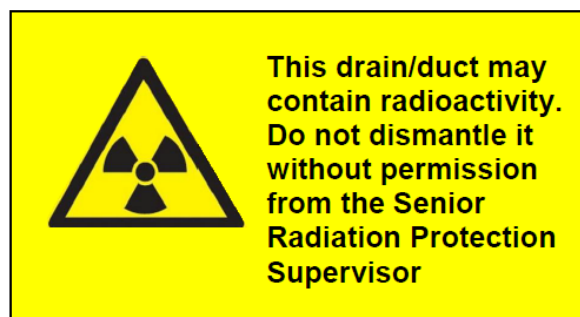 This drain/duct may
contain radioactivity.
Do not dismantle it
without permission
from the Senior
Radiation Protection
Supervisor